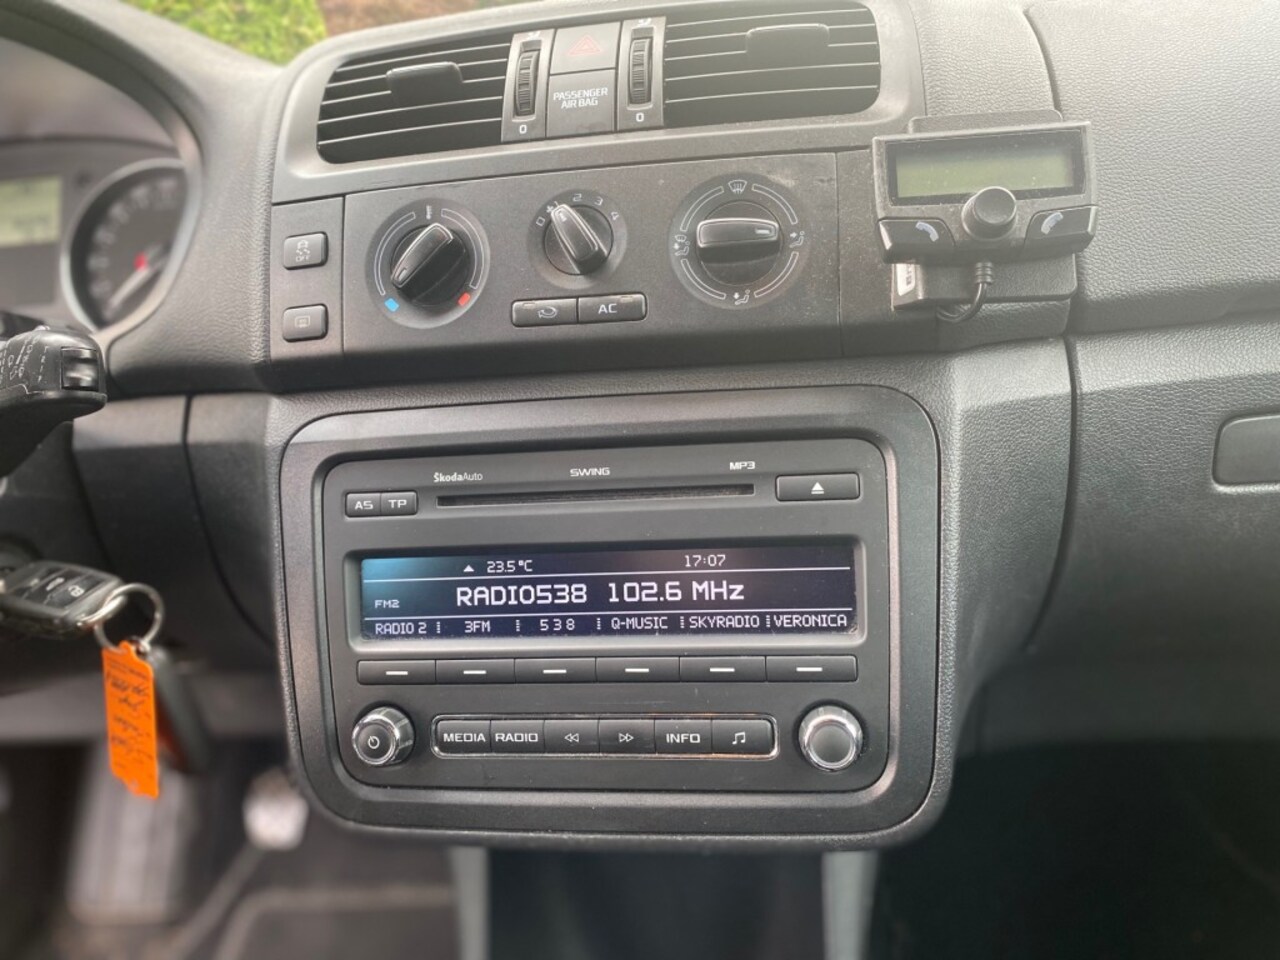 PASSENGER
AIR BAG
0
0
0 1 2 3 4
OFF
AC
ŠkodaAuto
SWING
MP3
AS
TP
23.5°C
17:07
FM2
RADIO538 102.6 MHz
RADIO 2
3FM
538
Q-MUSIC
SKYRADIO
VERONICA
MEDIA
RADIO
INFO